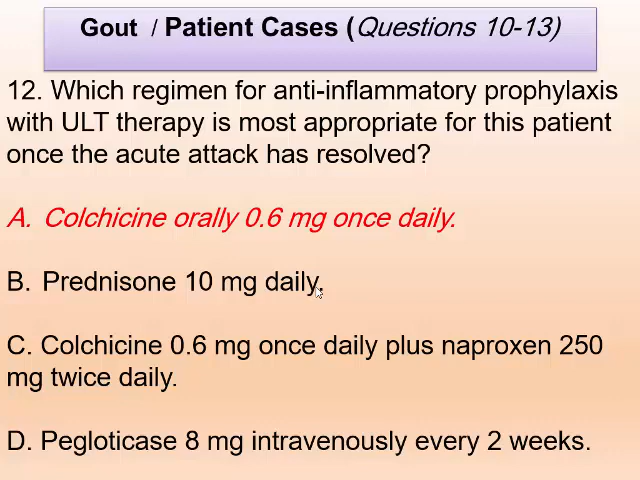 Gout / Patient Cases (Questions 10-13)
12. Which regimen for anti-inflammatory prophylaxis
with ULT therapy is most appropriate for this patient
once the acute attack has resolved?
A. Colchicine orally 0.6 mg once daily.
B. Prednisone 10 mg daily.
C. Colchicine 0.6 mg once daily plus naproxen 250
mg twice daily.
D. Pegloticase 8 mg intravenously every 2 weeks.